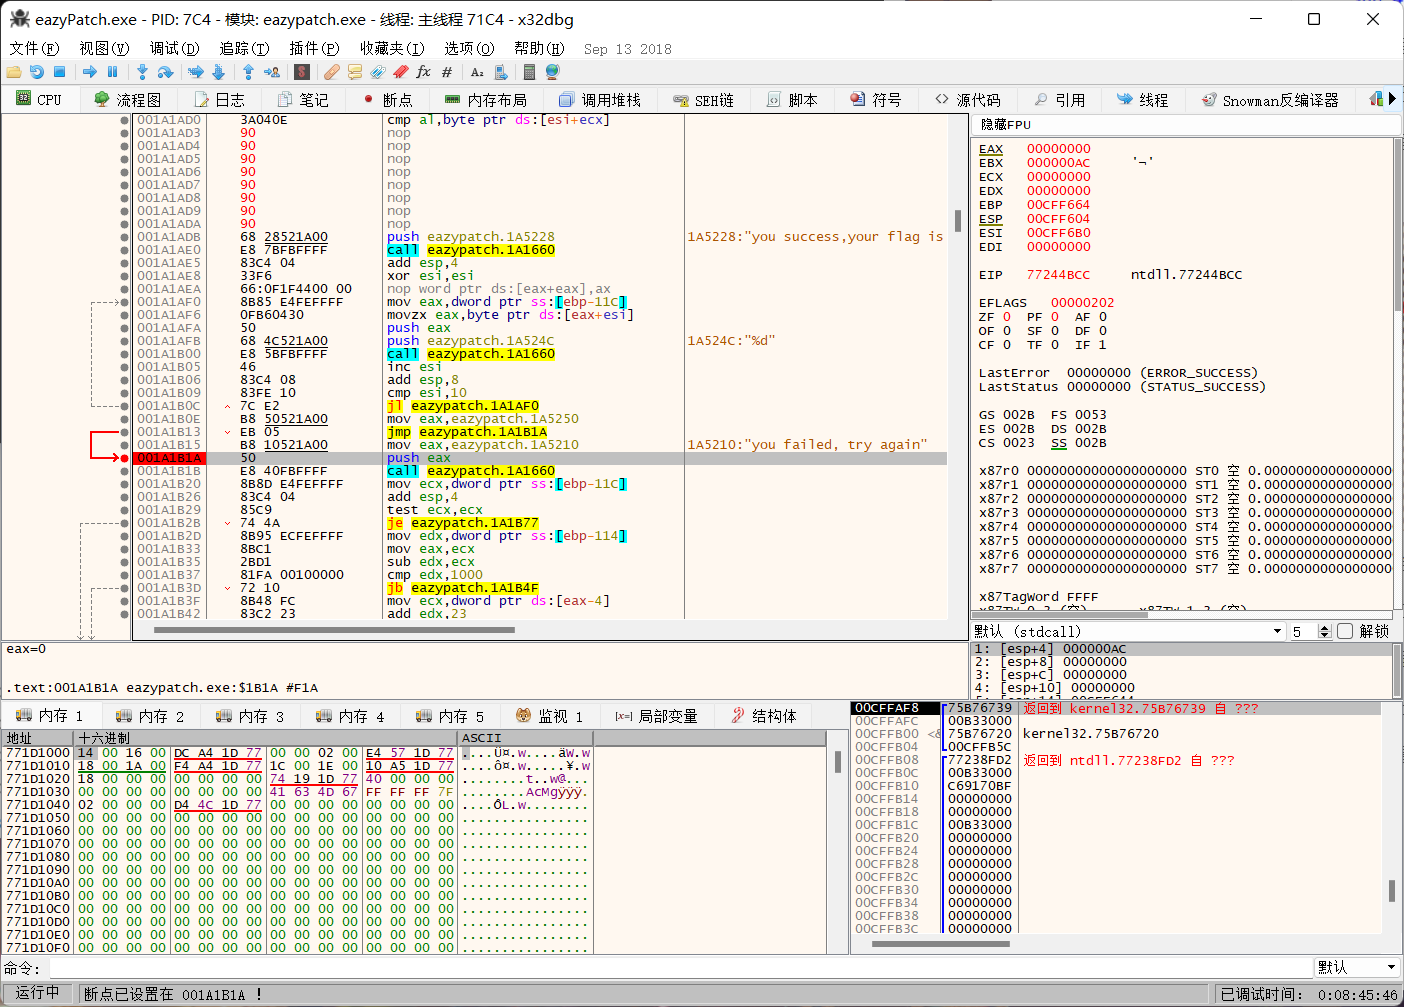 eazyPatch.exe - PID: 7C4 - 模块: eazypatch.exe - 线程: 主线程 71C4 - x32dbg
文件(F) 视图(V) 调试(D) 追踪(T) 插件(P) 收藏夹(I) 选项(O) 帮助(H) Sep 13 2018
CPU 流程图 日志 笔记 断点 内存布局 调用堆栈 SEH链 脚本 符号 源代码 引用 线程 Snowman反编译器
001A1AD0 3A040E cmp al,byte ptr ds:[esi+ecx]
001A1AD3 90 nop
001A1AD4 90 nop
001A1AD5 90 nop
001A1AD6 90 nop
001A1AD7 90 nop
001A1AD8 90 nop
001A1AD9 90 nop
001A1ADA 90 nop
001A1ADB 68 28521A00 push eazypatch.1A5228 1A5228:"you success,your flag is
001A1AE0 E8 7BFBFFFF call eazypatch.1A1660
001A1AE5 83C4 04 add esp,4
001A1AE8 33F6 xor esi,esi
001A1AEA 66:0F1F4400 00 nop word ptr ds:[eax+eax],ax
001A1AF0 8B85 E4FEFFFF mov eax,dword ptr ss:[ebp-11C]
001A1AF6 0FB60430 movzx eax,byte ptr ds:[eax+esi]
001A1AFA 50 push eax
001A1AFB 68 4C521A00 push eazypatch.1A524C 1A524C:"%d"
001A1B00 E8 5BFBFFFF call eazypatch.1A1660
001A1B05 46 inc esi
001A1B06 83C4 08 add esp,8
001A1B09 83FE 10 cmp esi,10
001A1B0C 7C E2 jl eazypatch.1A1AF0
001A1B0E B8 50521A00 mov eax,eazypatch.1A5250
001A1B13 EB 05 jmp eazypatch.1A1B1A
001A1B15 B8 10521A00 mov eax,eazypatch.1A5210 1A5210:"you failed, try again"
001A1B1A 50 push eax
001A1B1B E8 40FBFFFF call eazypatch.1A1660
001A1B20 8B8D E4FEFFFF mov ecx,dword ptr ss:[ebp-11C]
001A1B26 83C4 04 add esp,4
001A1B29 85C9 test ecx,ecx
001A1B2B 74 4A je eazypatch.1A1B77
001A1B2D 8B95 ECFEFFFF mov edx,dword ptr ss:[ebp-114]
001A1B33 8BC1 mov eax,ecx
001A1B35 2BD1 sub edx,ecx
001A1B37 81FA 00100000 cmp edx,1000
001A1B3D 72 10 jb eazypatch.1A1B4F
001A1B3F 8B48 FC mov ecx,dword ptr ds:[eax-4]
001A1B42 83C2 23 add edx,23
隐藏FPU
EAX 00000000
EBX 000000AC '¬'
ECX 00000000
EDX 00000000
EBP 00CFF664
ESP 00CFF604
ESI 00CFF6B0
EDI 00000000
EIP 77244BCC ntdll.77244BCC
EFLAGS 00000202
ZF 0 PF 0 AF 0
OF 0 SF 0 DF 0
CF 0 TF 0 IF 1
LastError 00000000 (ERROR_SUCCESS)
LastStatus 00000000 (STATUS_SUCCESS)
GS 002B FS 0053
ES 002B DS 002B
CS 0023 SS 002B
x87r0 00000000000000000000 ST0 空 0.000000000000000
x87r1 00000000000000000000 ST1 空 0.000000000000000
x87r2 00000000000000000000 ST2 空 0.000000000000000
x87r3 00000000000000000000 ST3 空 0.000000000000000
x87r4 00000000000000000000 ST4 空 0.000000000000000
x87r5 00000000000000000000 ST5 空 0.000000000000000
x87r6 00000000000000000000 ST6 空 0.000000000000000
x87r7 00000000000000000000 ST7 空 0.000000000000000
x87TagWord FFFF
默认 (stdcall) 5 解锁
1: [esp+4] 000000AC
2: [esp+8] 00000000
3: [esp+C] 00000000
4: [esp+10] 00000000
eax=0
.text:001A1B1A eazypatch.exe:$1B1A #F1A
内存 1 内存 2 内存 3 内存 4 内存 5 监视 1 [x=] 局部变量 结构体
地址 十六进制 ASCII
771D1000 14 00 16 00 DC A4 1D 77 00 00 02 00 E4 57 1D 77 ....Ü¤.w....äW.w
771D1010 18 00 1A 00 F4 A4 1D 77 1C 00 1E 00 10 A5 1D 77 ....ô¤.w.....¥.w
771D1020 18 00 00 00 00 00 00 00 74 19 1D 77 40 00 00 00 ........t..w@...
771D1030 00 00 00 00 00 00 00 00 41 63 4D 67 FF FF FF 7F ........AcMgÿÿÿ.
771D1040 02 00 00 00 D4 4C 1D 77 00 00 00 00 00 00 00 00 ....ÔL.w........
771D1050 00 00 00 00 00 00 00 00 00 00 00 00 00 00 00 00 ................
771D1060 00 00 00 00 00 00 00 00 00 00 00 00 00 00 00 00 ................
771D1070 00 00 00 00 00 00 00 00 00 00 00 00 00 00 00 00 ................
771D1080 00 00 00 00 00 00 00 00 00 00 00 00 00 00 00 00 ................
771D1090 00 00 00 00 00 00 00 00 00 00 00 00 00 00 00 00 ................
771D10A0 00 00 00 00 00 00 00 00 00 00 00 00 00 00 00 00 ................
771D10B0 00 00 00 00 00 00 00 00 00 00 00 00 00 00 00 00 ................
771D10C0 00 00 00 00 00 00 00 00 00 00 00 00 00 00 00 00 ................
771D10D0 00 00 00 00 00 00 00 00 00 00 00 00 00 00 00 00 ................
771D10E0 00 00 00 00 00 00 00 00 00 00 00 00 00 00 00 00 ................
771D10F0 00 00 00 00 00 00 00 00 00 00 00 00 00 00 00 00 ................
00CFFAF8 75B76739 返回到 kernel32.75B76739 自 ???
00CFFAFC 00B33000
00CFFB00 <& 75B76720 kernel32.75B76720
00CFFB04 00CFFB5C
00CFFB08 77238FD2 返回到 ntdll.77238FD2 自 ???
00CFFB0C 00B33000
00CFFB10 C69170BF
00CFFB14 00000000
00CFFB18 00000000
00CFFB1C 00B33000
00CFFB20 00000000
00CFFB24 00000000
00CFFB28 00000000
00CFFB2C 00000000
00CFFB30 00000000
00CFFB34 00000000
00CFFB38 00000000
00CFFB3C 00000000
命令: 默认
运行中 断点已设置在 001A1B1A ! 已调试时间: 0:08:45:46